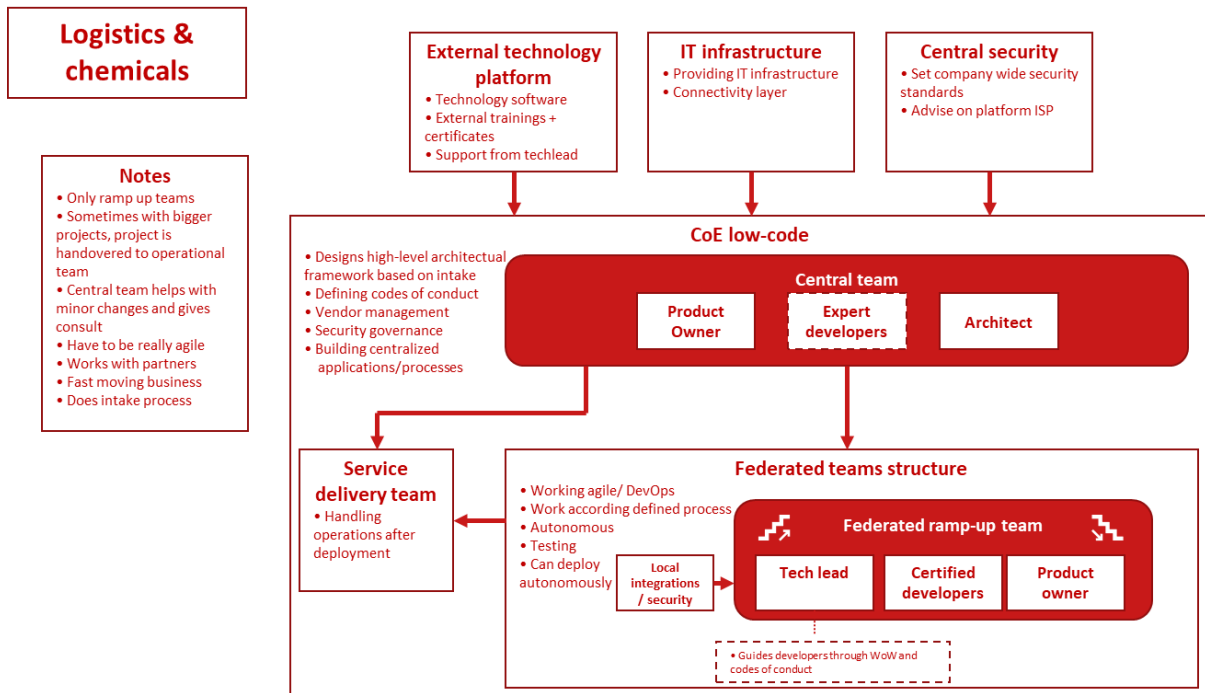 Logistics &
chemicals
Notes
• Only ramp up teams
• Sometimes with bigger
projects, project is
handovered to operational
team
• Central team helps with
minor changes and gives
consult
• Have to be really agile
• Works with partners
• Fast moving business
• Does intake process
External technology
platform
• Technology software
• External trainings +
certificates
• Support from techlead
IT infrastructure
• Providing IT infrastructure
• Connectivity layer
Central security
• Set company wide security
standards
• Advise on platform ISP
CoE low-code
• Designs high-level architectual
framework based on intake
• Defining codes of conduct
• Vendor management
• Security governance
• Building centralized
applications/processes
Central team
Product
Owner
Expert
developers
Architect
Service
delivery team
• Handling
operations after
deployment
Federated teams structure
• Working agile/ DevOps
• Work according defined process
• Autonomous
• Testing
• Can deploy
autonomously
Local
integrations
/ security
Federated ramp-up team
Tech lead
Certified
developers
Product
owner
• Guides developers through WoW and
codes of conduct